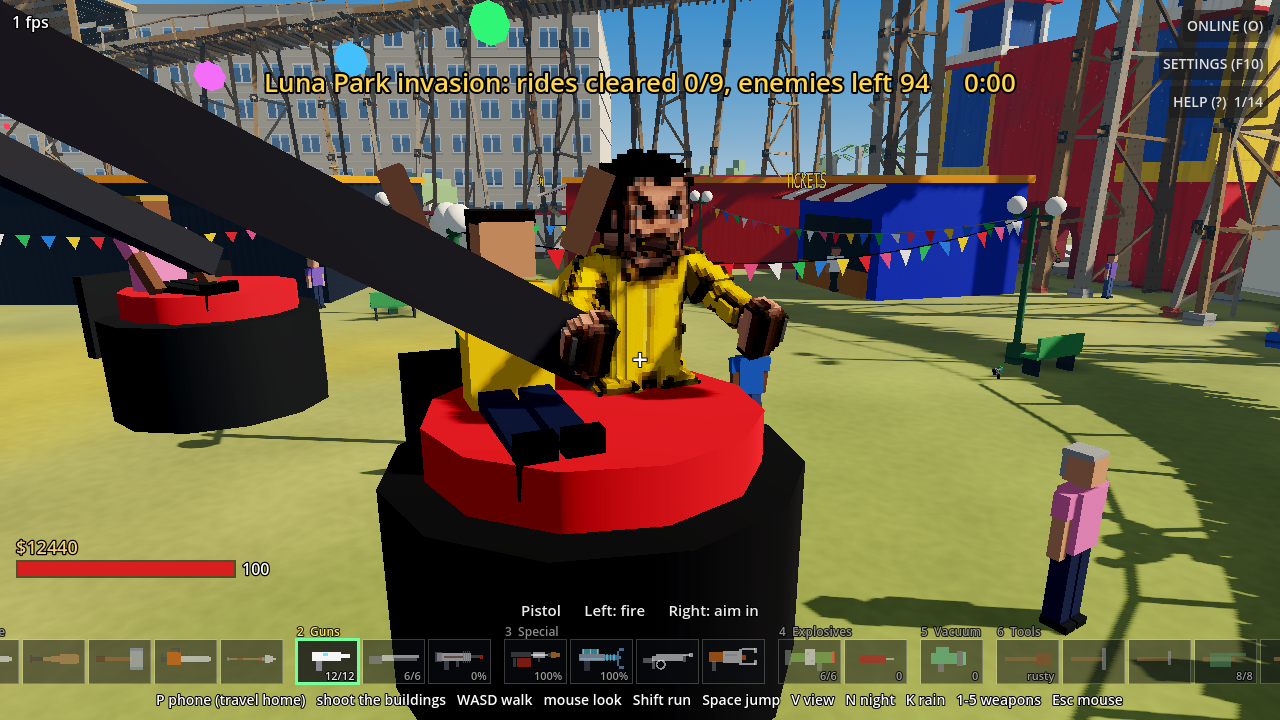 1 fps
ONLINE (O)
SETTINGS (F10)
HELP (?) 1/14
Luna Park invasion: rides cleared 0/9, enemies left 94 0:00
TICKETS
$12440
100
Pistol Left: fire Right: aim in
e 2 Guns 3 Special 4 Explosives 5 Vacuum 6 Tools
12/12 6/6 0% 100% 100% 6/6 0 0 rusty 8/8
P phone (travel home) shoot the buildings WASD walk mouse look Shift run Space jump V view N night K rain 1-5 weapons Esc mouse